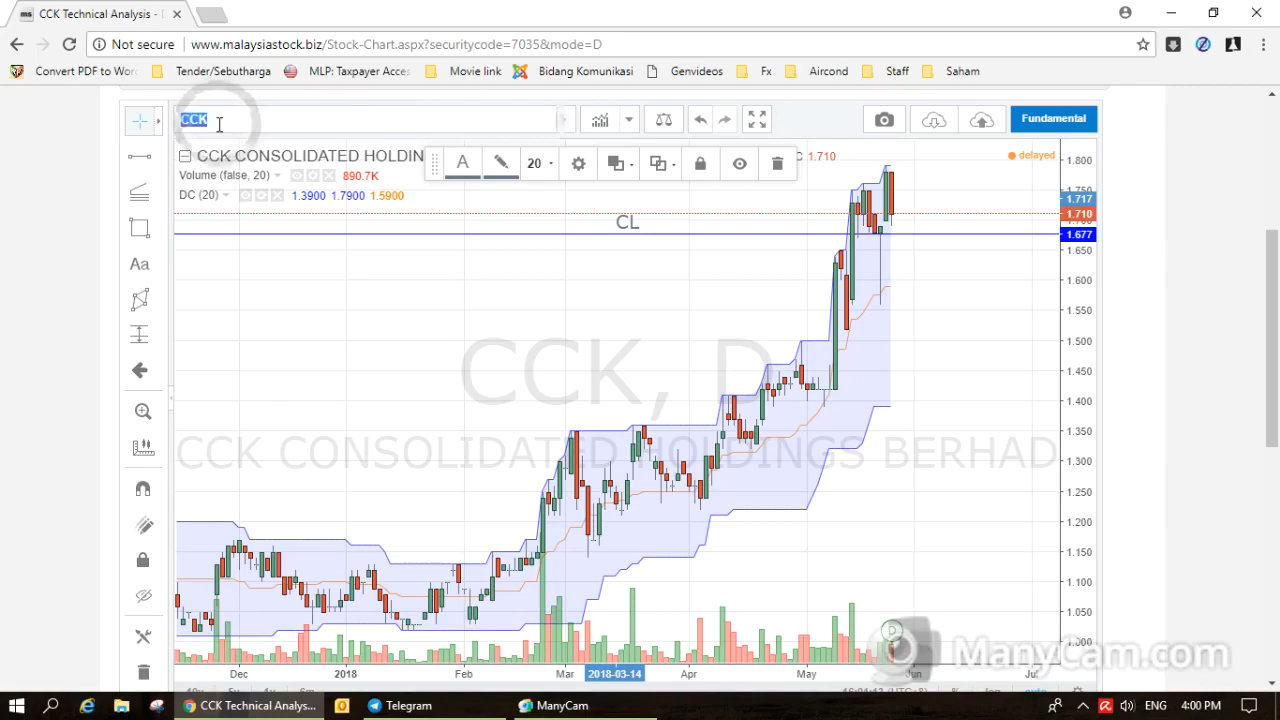 CCK Technical Analysis -
Not secure
www.malaysiastock.biz/Stock-Chart.aspx?securitycode=7035&mode=D
Convert PDF to Word
Tender/Sebutharga
MLP: Taxpayer Acces
Movie link
Bidang Komunikasi
Genvideos
Fx
Aircond
Staff
Saham
CCK
Fundamental
CCK CONSOLIDATED HOLDIN
A
20
C 1.710
delayed
Volume (false, 20)
890.7K
DC (20)
1.3900 1.7900 1.5900
CL
Aa
CCK, D
CCK CONSOLIDATED HOLDINGS BERHAD
1.800
1.717
1.710
1.677
1.650
1.600
1.550
1.500
1.450
1.400
1.350
1.300
1.250
1.200
1.150
1.100
1.050
1.000
D
ManyCam.com
Dec
2018
Feb
Mar
2018-03-14
Apr
May
Jun
CCK Technical Analys...
Telegram
ManyCam
ENG
4:00 PM